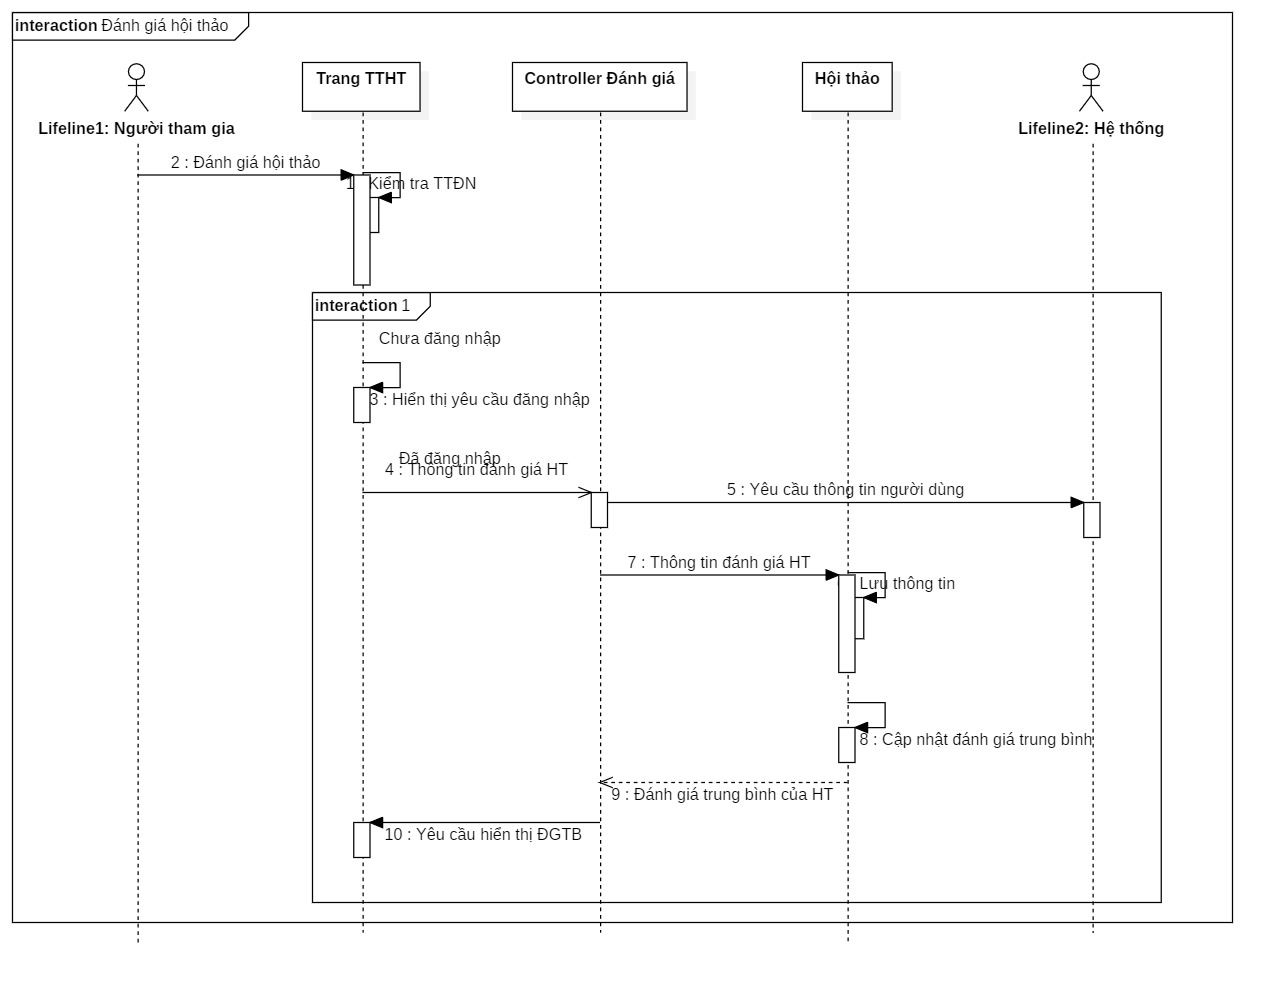 interaction Đánh giá hội thảo
Lifeline1: Người tham gia
Trang TTHT
Controller Đánh giá
Hội thảo
Lifeline2: Hệ thống
2 : Đánh giá hội thảo
1 : Kiểm tra TTĐN
interaction 1
Chưa đăng nhập
3 : Hiển thị yêu cầu đăng nhập
Đã đăng nhập
4 : Thông tin đánh giá HT
5 : Yêu cầu thông tin người dùng
7 : Thông tin đánh giá HT
Lưu thông tin
8 : Cập nhật đánh giá trung bình
9 : Đánh giá trung bình của HT
10 : Yêu cầu hiển thị ĐGTB